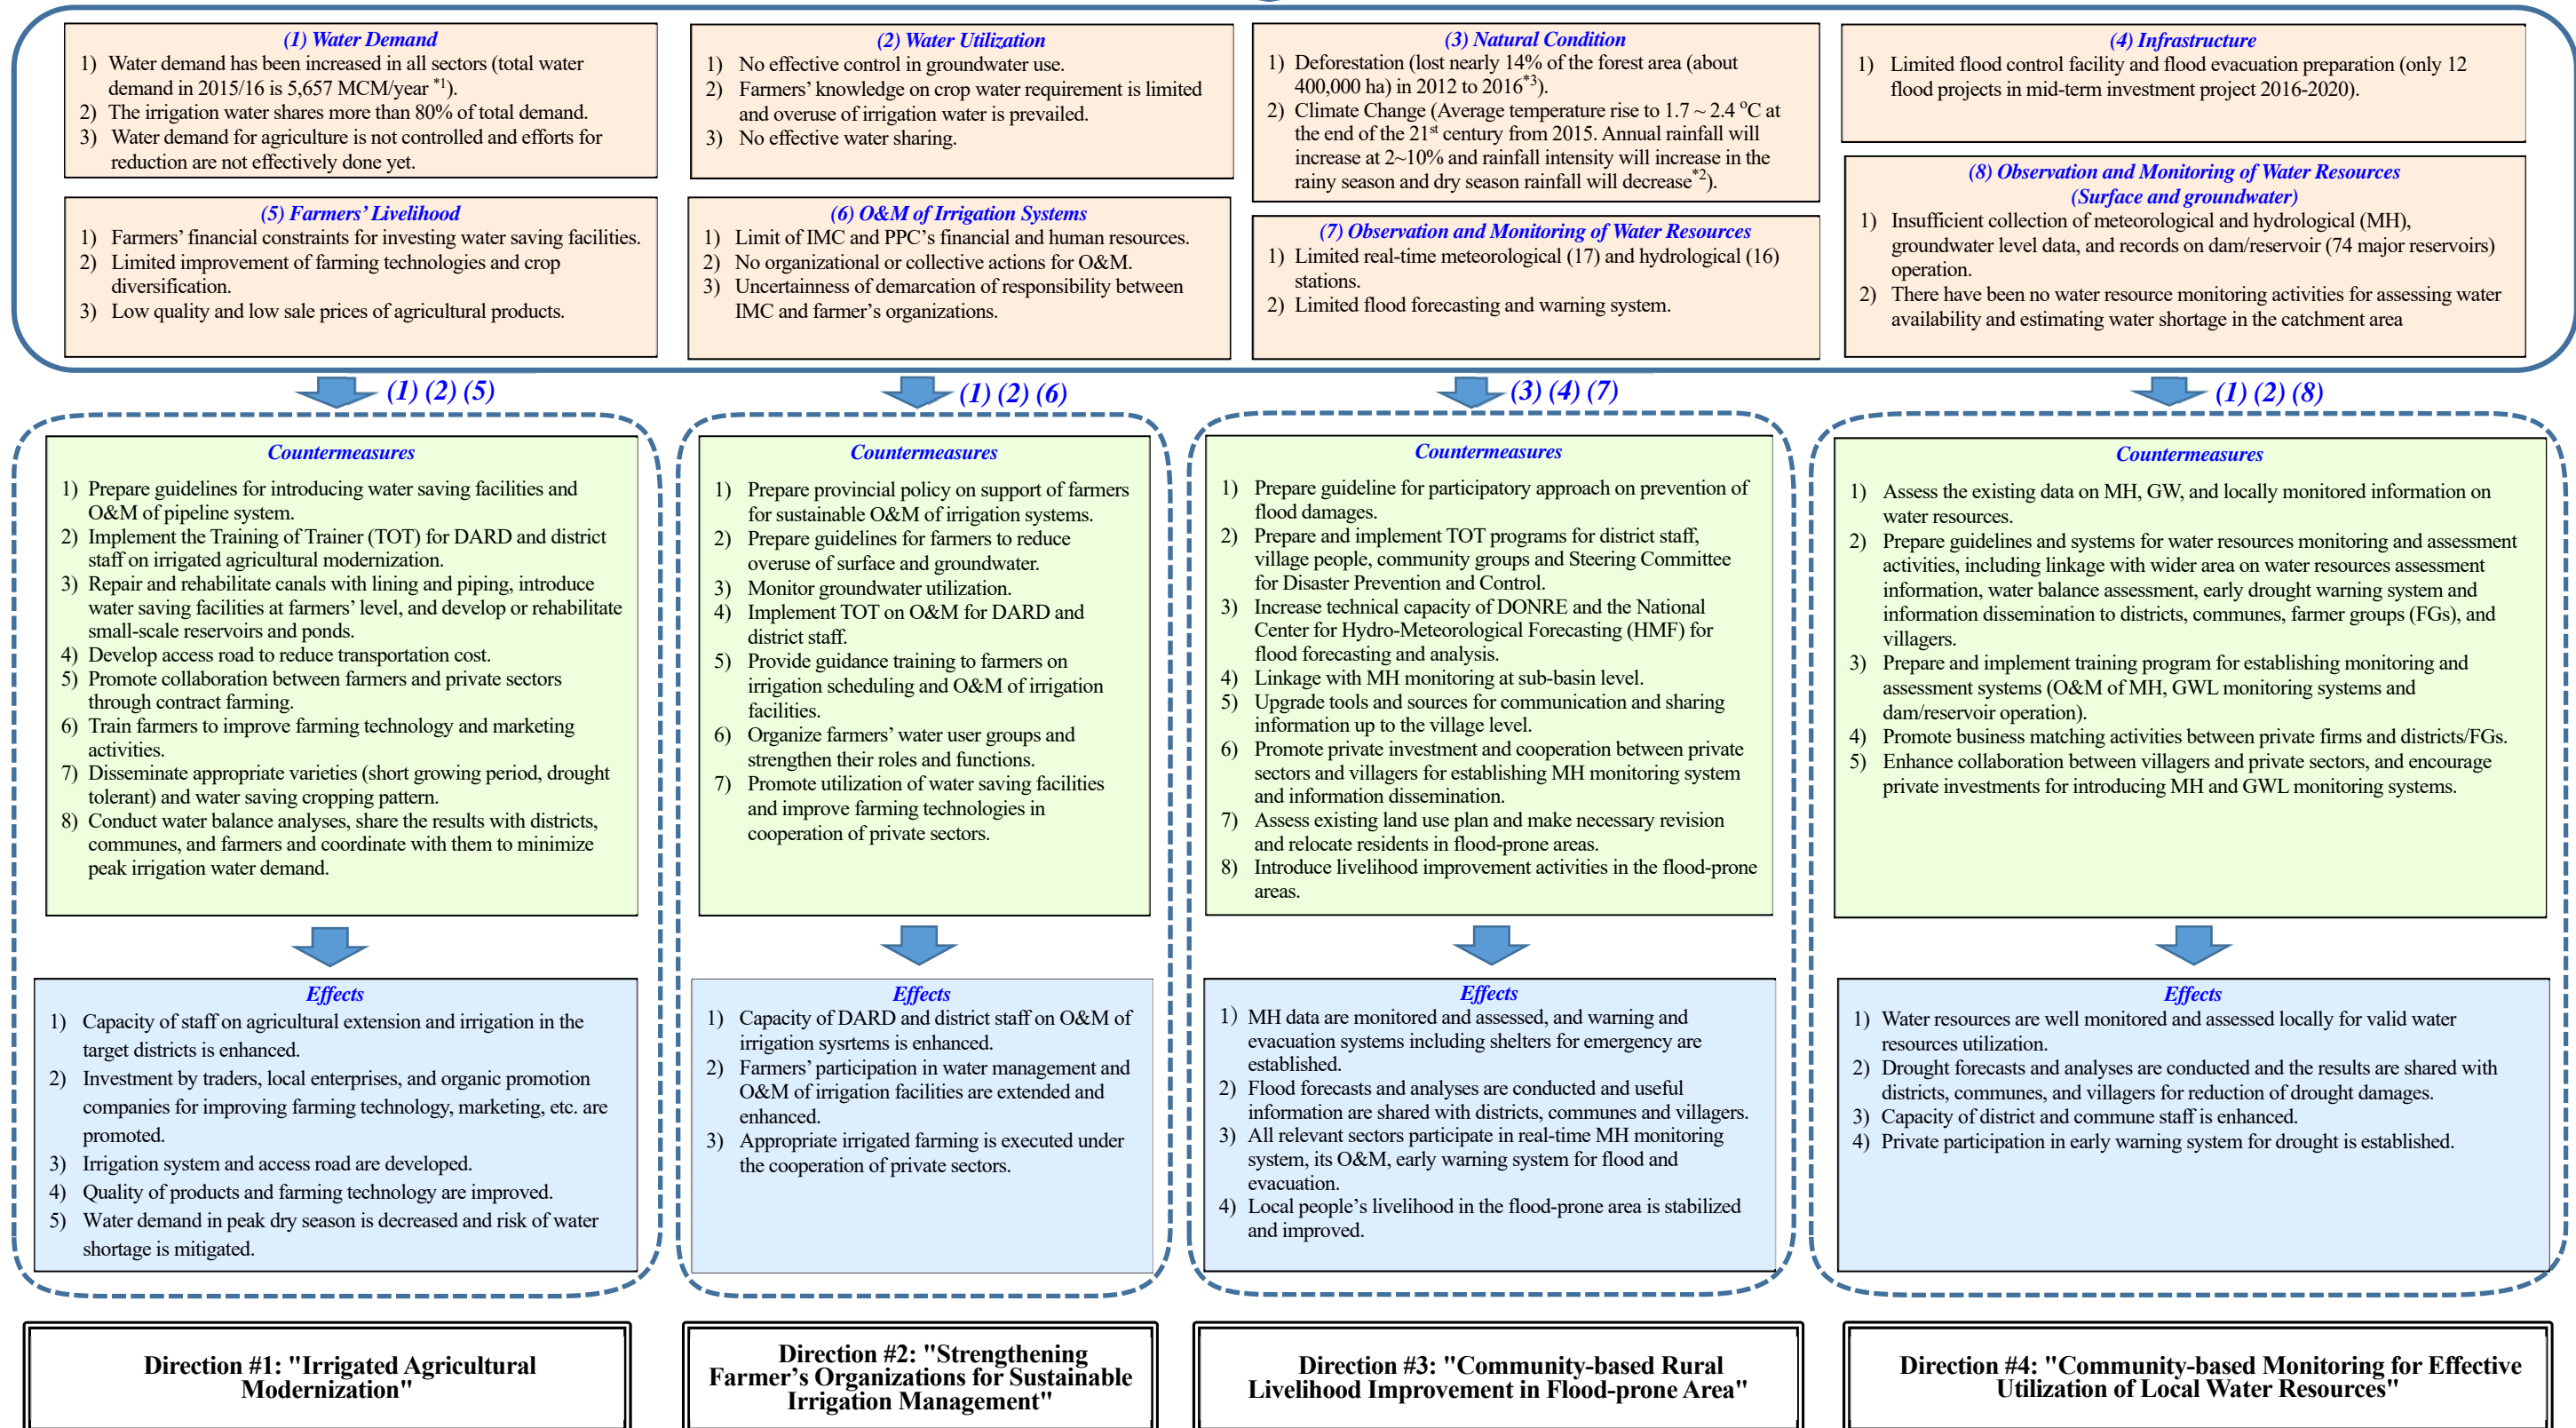 (1) Water Demand
1) Water demand has been increased in all sectors (total water
demand in 2015/16 is 5,657 MCM/year *1).
2) The irrigation water shares more than 80% of total demand.
3) Water demand for agriculture is not controlled and efforts for
reduction are not effectively done yet.
(2) Water Utilization
1) No effective control in groundwater use.
2) Farmers' knowledge on crop water requirement is limited
and overuse of irrigation water is prevailed.
3) No effective water sharing.
(3) Natural Condition
1) Deforestation (lost nearly 14% of the forest area (about
400,000 ha) in 2012 to 2016*3).
2) Climate Change (Average temperature rise to 1.7 ~ 2.4 °C at
the end of the 21st century from 2015. Annual rainfall will
increase at 2~10% and rainfall intensity will increase in the
rainy season and dry season rainfall will decrease*2).
(4) Infrastructure
1) Limited flood control facility and flood evacuation preparation (only 12
flood projects in mid-term investment project 2016-2020).
(5) Farmers' Livelihood
1) Farmers' financial constraints for investing water saving facilities.
2) Limited improvement of farming technologies and crop
diversification.
3) Low quality and low sale prices of agricultural products.
(6) O&M of Irrigation Systems
1) Limit of IMC and PPC's financial and human resources.
2) No organizational or collective actions for O&M.
3) Uncertainness of demarcation of responsibility between
IMC and farmer's organizations.
(7) Observation and Monitoring of Water Resources
1) Limited real-time meteorological (17) and hydrological (16)
stations.
2) Limited flood forecasting and warning system.
(8) Observation and Monitoring of Water Resources
(Surface and groundwater)
1) Insufficient collection of meteorological and hydrological (MH),
groundwater level data, and records on dam/reservoir (74 major reservoirs)
operation.
2) There have been no water resource monitoring activities for assessing water
availability and estimating water shortage in the catchment area
(1) (2) (5)
(1) (2) (6)
(3) (4) (7)
(1) (2) (8)
Countermeasures
1) Prepare guidelines for introducing water saving facilities and
O&M of pipeline system.
2) Implement the Training of Trainer (TOT) for DARD and district
staff on irrigated agricultural modernization.
3) Repair and rehabilitate canals with lining and piping, introduce
water saving facilities at farmers' level, and develop or rehabilitate
small-scale reservoirs and ponds.
4) Develop access road to reduce transportation cost.
5) Promote collaboration between farmers and private sectors
through contract farming.
6) Train farmers to improve farming technology and marketing
activities.
7) Disseminate appropriate varieties (short growing period, drought
tolerant) and water saving cropping pattern.
8) Conduct water balance analyses, share the results with districts,
communes, and farmers and coordinate with them to minimize
peak irrigation water demand.
Countermeasures
1) Prepare provincial policy on support of farmers
for sustainable O&M of irrigation systems.
2) Prepare guidelines for farmers to reduce
overuse of surface and groundwater.
3) Monitor groundwater utilization.
4) Implement TOT on O&M for DARD and
district staff.
5) Provide guidance training to farmers on
irrigation scheduling and O&M of irrigation
facilities.
6) Organize farmers' water user groups and
strengthen their roles and functions.
7) Promote utilization of water saving facilities
and improve farming technologies in
cooperation of private sectors.
Countermeasures
1) Prepare guideline for participatory approach on prevention of
flood damages.
2) Prepare and implement TOT programs for district staff,
village people, community groups and Steering Committee
for Disaster Prevention and Control.
3) Increase technical capacity of DONRE and the National
Center for Hydro-Meteorological Forecasting (HMF) for
flood forecasting and analysis.
4) Linkage with MH monitoring at sub-basin level.
5) Upgrade tools and sources for communication and sharing
information up to the village level.
6) Promote private investment and cooperation between private
sectors and villagers for establishing MH monitoring system
and information dissemination.
7) Assess existing land use plan and make necessary revision
and relocate residents in flood-prone areas.
8) Introduce livelihood improvement activities in the flood-prone
areas.
Countermeasures
1) Assess the existing data on MH, GW, and locally monitored information on
water resources.
2) Prepare guidelines and systems for water resources monitoring and assessment
activities, including linkage with wider area on water resources assessment
information, water balance assessment, early drought warning system and
information dissemination to districts, communes, farmer groups (FGs), and
villagers.
3) Prepare and implement training program for establishing monitoring and
assessment systems (O&M of MH, GWL monitoring systems and
dam/reservoir operation).
4) Promote business matching activities between private firms and districts/FGs.
5) Enhance collaboration between villagers and private sectors, and encourage
private investments for introducing MH and GWL monitoring systems.
Effects
1) Capacity of staff on agricultural extension and irrigation in the
target districts is enhanced.
2) Investment by traders, local enterprises, and organic promotion
companies for improving farming technology, marketing, etc. are
promoted.
3) Irrigation system and access road are developed.
4) Quality of products and farming technology are improved.
5) Water demand in peak dry season is decreased and risk of water
shortage is mitigated.
Effects
1) Capacity of DARD and district staff on O&M of
irrigation sysrtems is enhanced.
2) Farmers' participation in water management and
O&M of irrigation facilities are extended and
enhanced.
3) Appropriate irrigated farming is executed under
the cooperation of private sectors.
Effects
1) MH data are monitored and assessed, and warning and
evacuation systems including shelters for emergency are
established.
2) Flood forecasts and analyses are conducted and useful
information are shared with districts, communes and villagers.
3) All relevant sectors participate in real-time MH monitoring
system, its O&M, early warning system for flood and
evacuation.
4) Local people's livelihood in the flood-prone area is stabilized
and improved.
Effects
1) Water resources are well monitored and assessed locally for valid water
resources utilization.
2) Drought forecasts and analyses are conducted and the results are shared with
districts, communes, and villagers for reduction of drought damages.
3) Capacity of district and commune staff is enhanced.
4) Private participation in early warning system for drought is established.
Direction #1: "Irrigated Agricultural
Modernization"
Direction #2: "Strengthening
Farmer's Organizations for Sustainable
Irrigation Management"
Direction #3: "Community-based Rural
Livelihood Improvement in Flood-prone Area"
Direction #4: "Community-based Monitoring for Effective
Utilization of Local Water Resources"